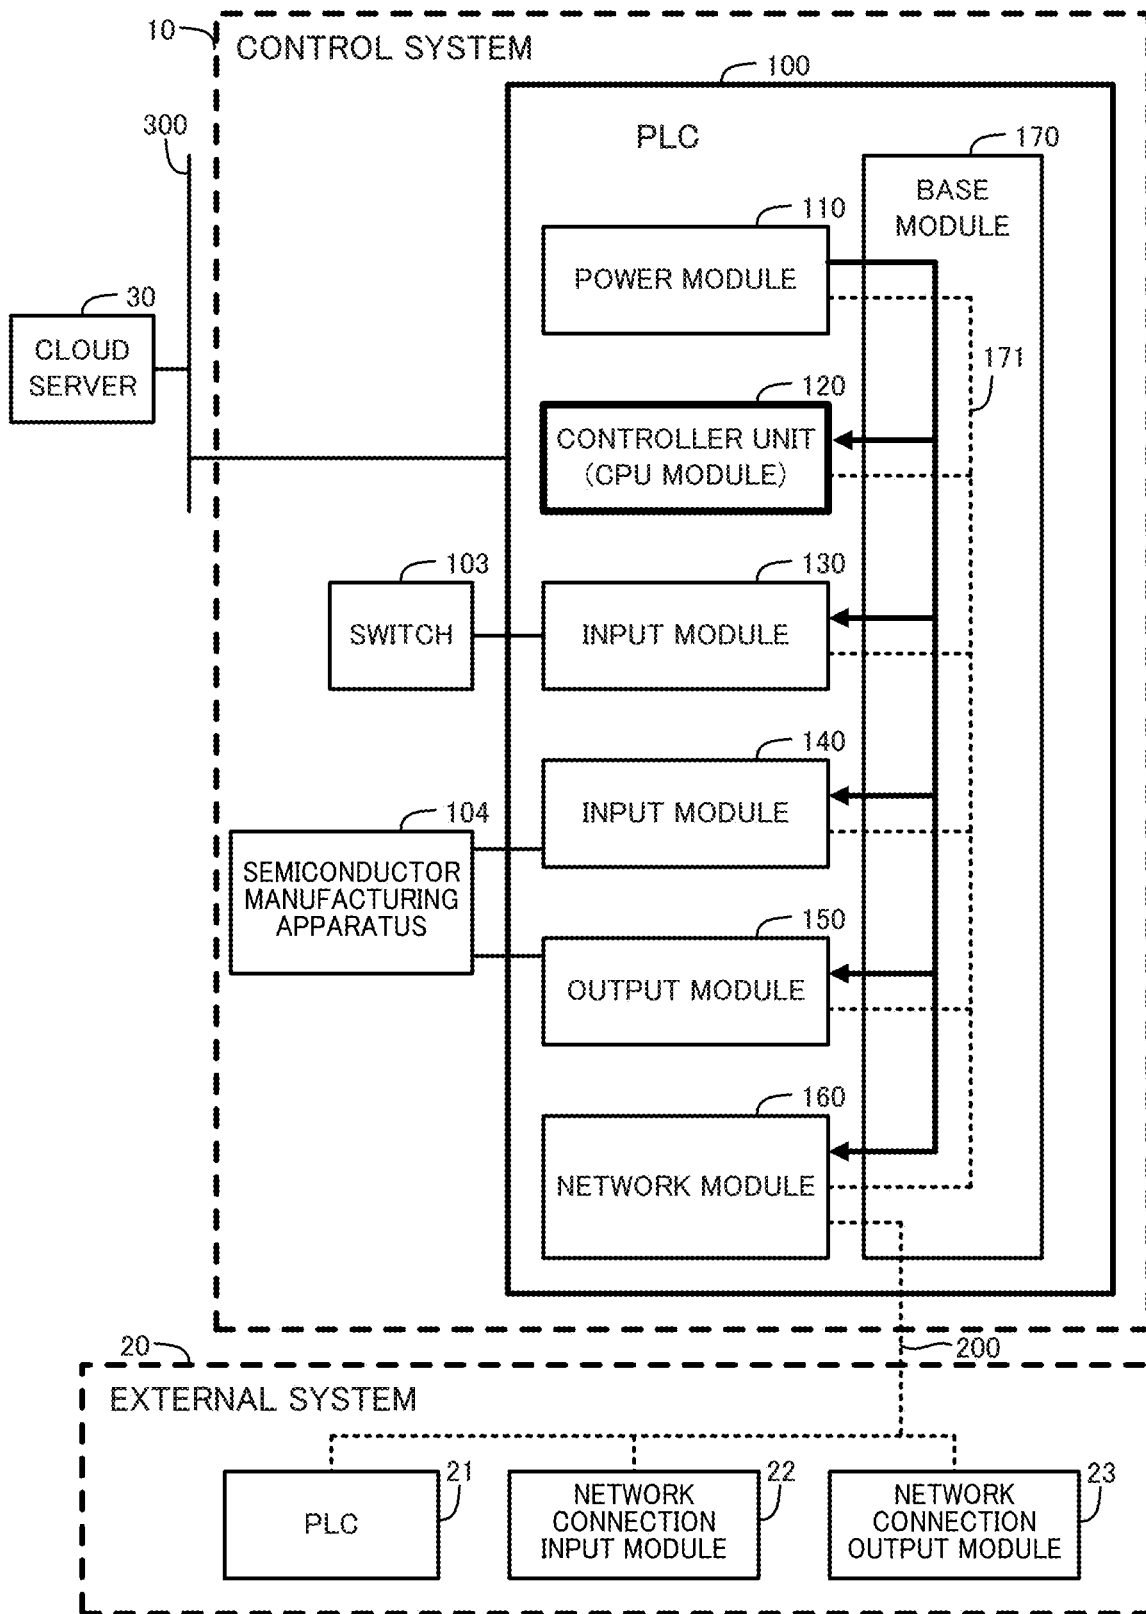 10
CONTROL SYSTEM
100
300
PLC
170
BASE
MODULE
110
POWER MODULE
30
CLOUD
SERVER
171
120
CONTROLLER UNIT
(CPU MODULE)
103
SWITCH
130
INPUT MODULE
140
INPUT MODULE
104
SEMICONDUCTOR
MANUFACTURING
APPARATUS
150
OUTPUT MODULE
160
NETWORK MODULE
20
200
EXTERNAL SYSTEM
21
PLC
22
NETWORK
CONNECTION
INPUT MODULE
23
NETWORK
CONNECTION
OUTPUT MODULE